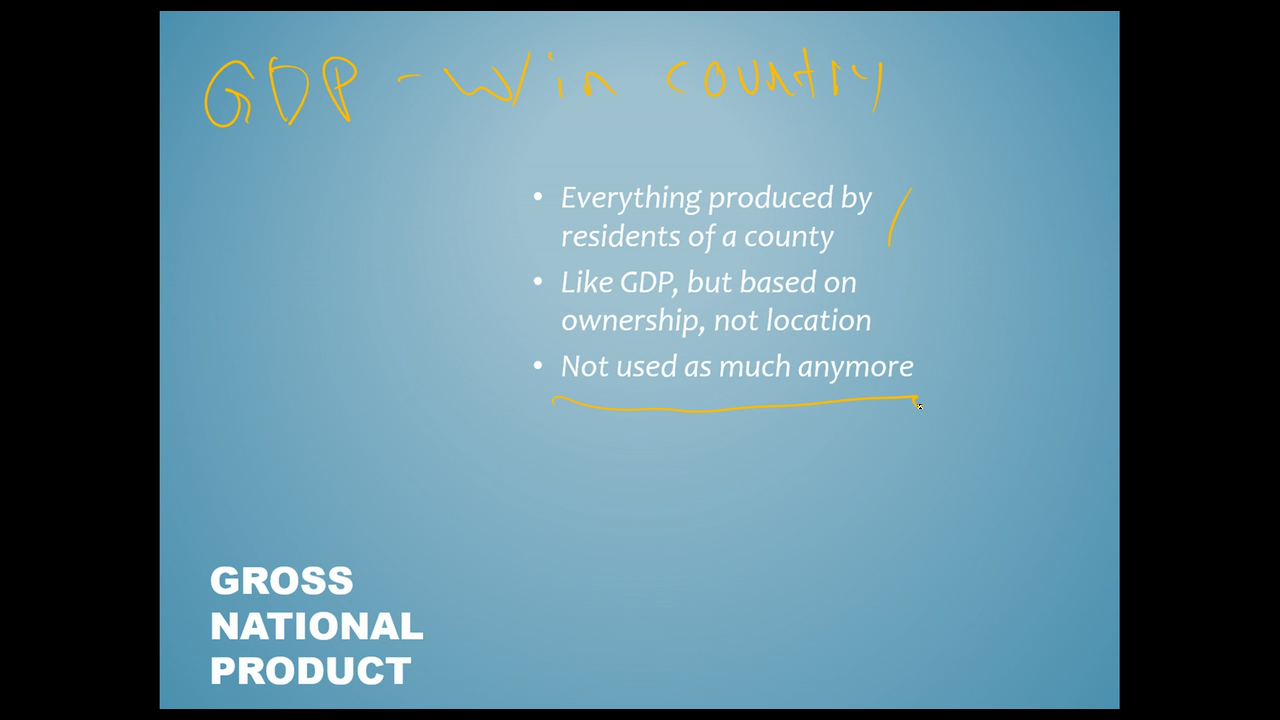 GDP - w/in country
• Everything produced by
residents of a county
• Like GDP, but based on
ownership, not location
• Not used as much anymore
GROSS
NATIONAL
PRODUCT